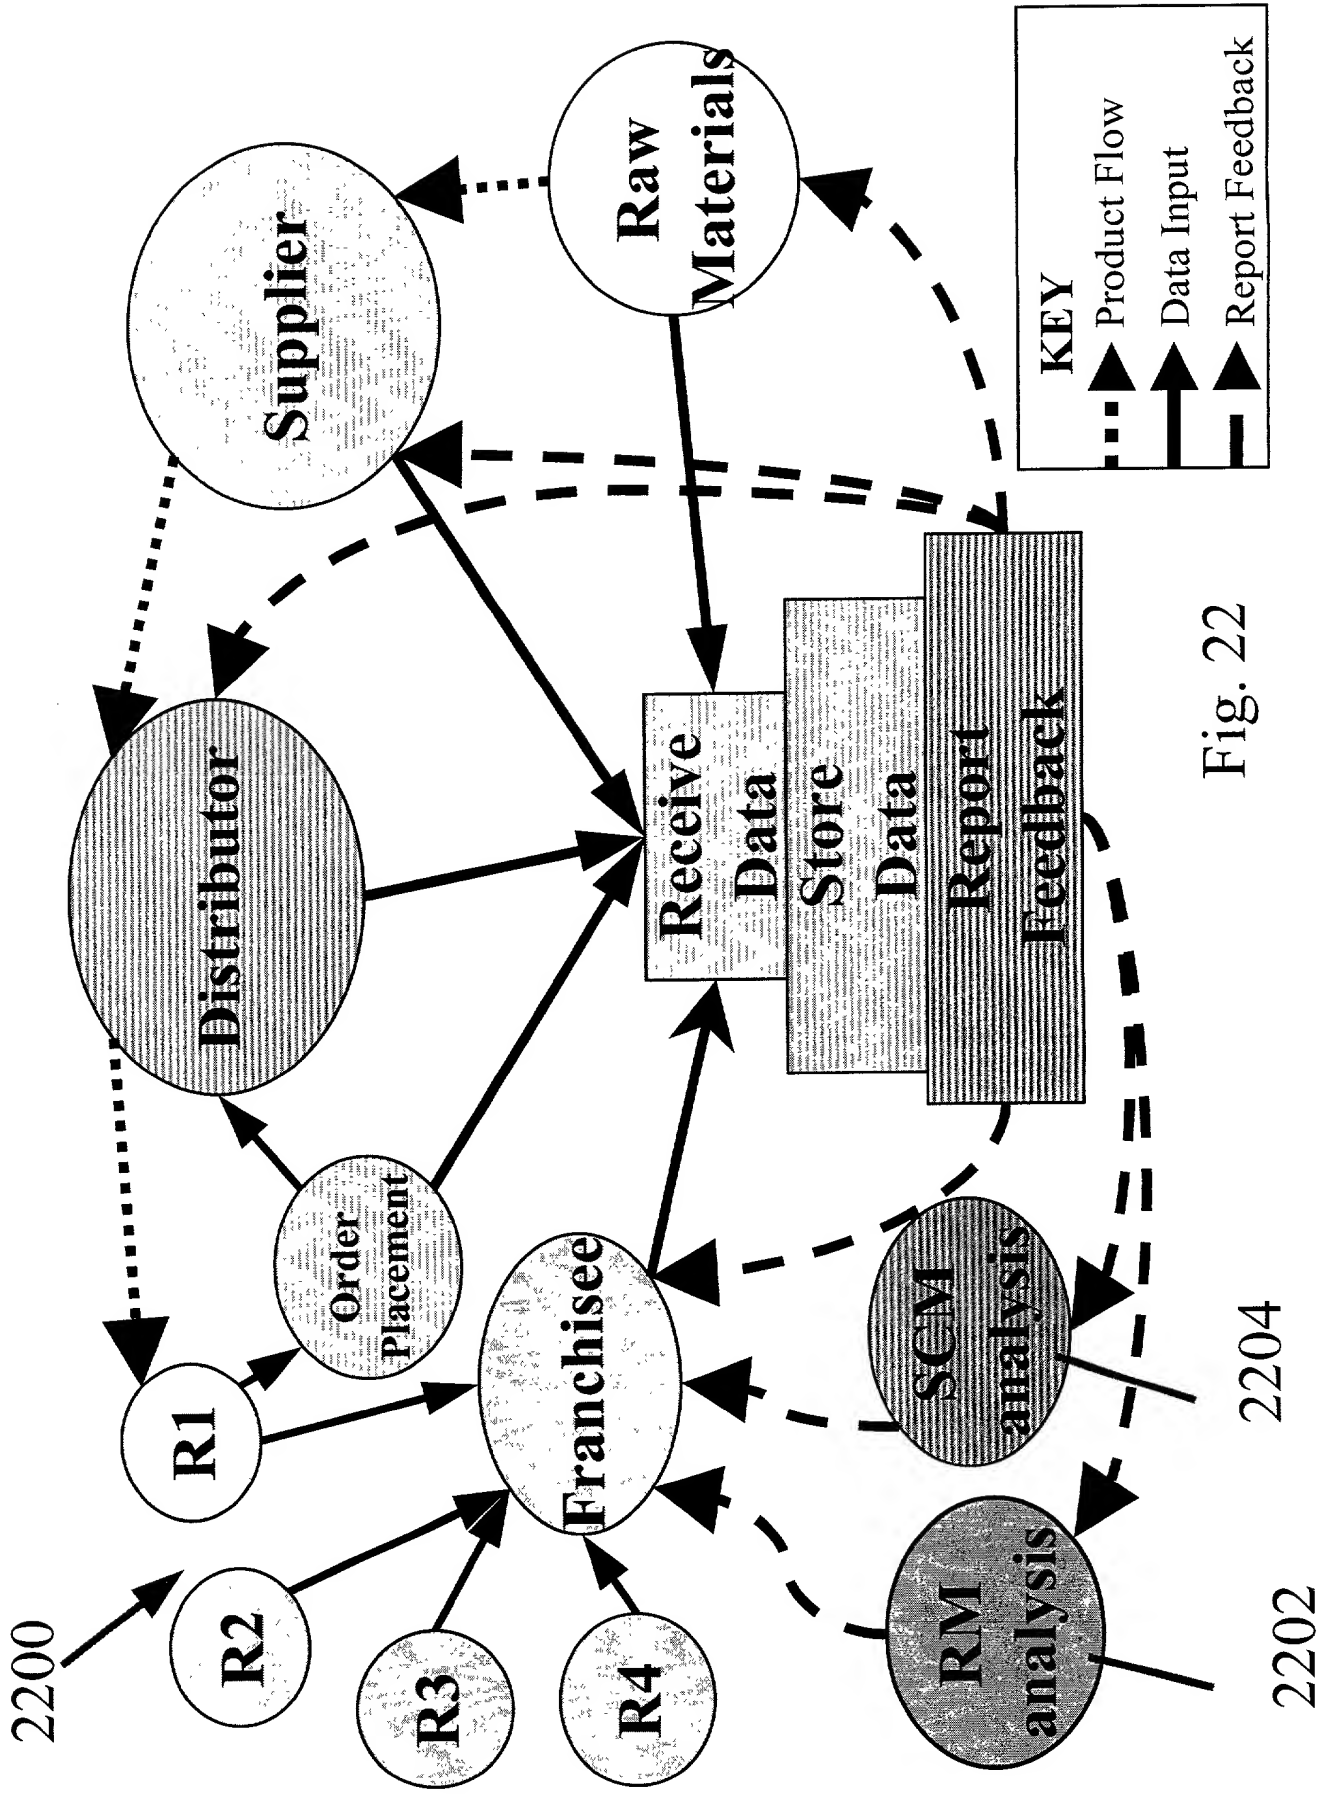 2200
R1
R2
R3
R4
Order
Placement
Distributor
Supplier
Franchisee
Raw
Materials
Receive
Data
Store
Data
Report
Feedback
RM
analysis
SCM
analysis
2202
2204
KEY
Product Flow
Data Input
Report Feedback
Fig. 22